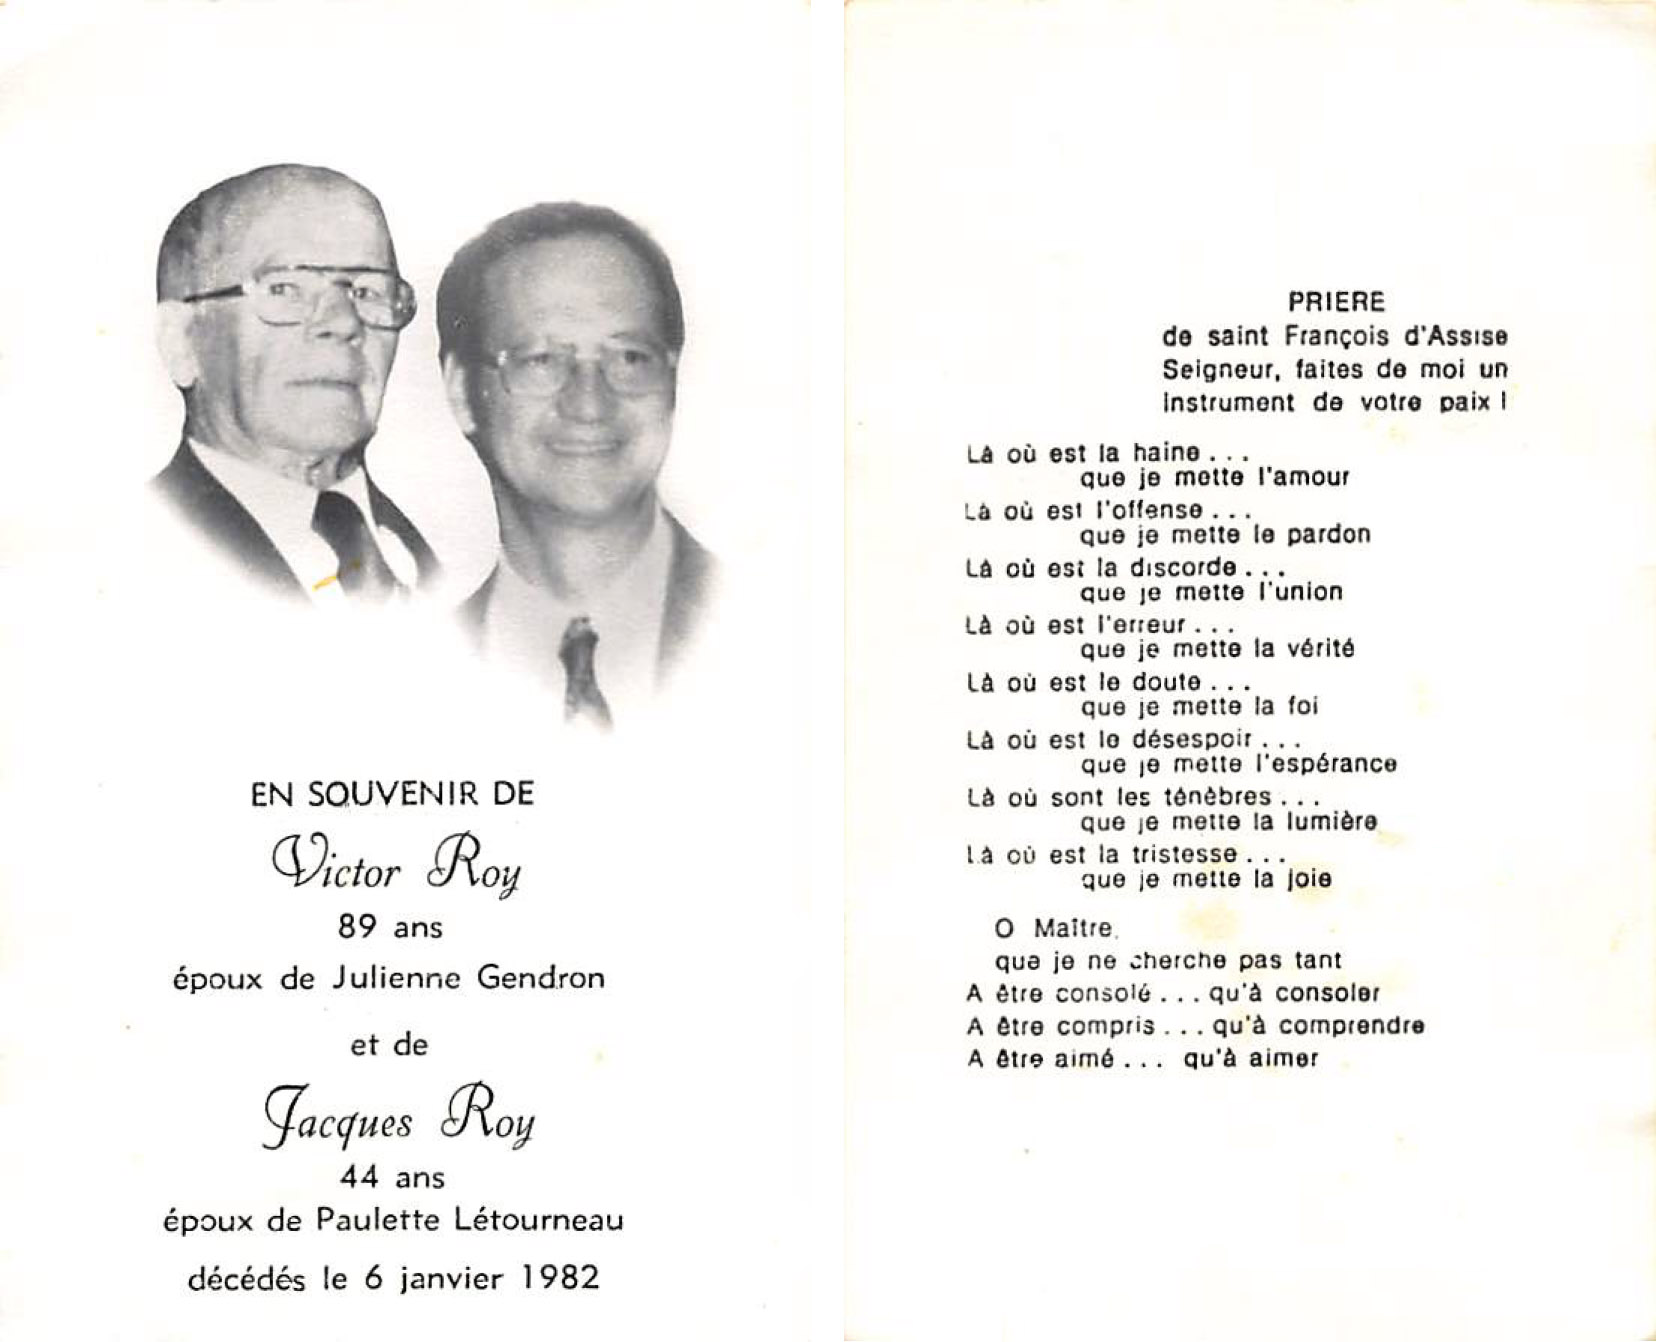 EN SOUVENIR DE
Victor Roy
89 ans
époux de Julienne Gendron
et de
Jacques Roy
44 ans
époux de Paulette Létourneau
décédés le 6 janvier 1982
PRIERE
de saint François d'Assise
Seigneur, faites de moi un
instrument de votre paix !
Là où est la haine...
que je mette l'amour
Là où est l'offense...
que je mette le pardon
Là où est la discorde...
que je mette l'union
Là où est l'erreur...
que je mette la vérité
Là où est le doute...
que je mette la foi
Là où est le désespoir...
que je mette l'espérance
Là où sont les ténèbres...
que je mette la lumière
Là où est la tristesse...
que je mette la joie
O Maître,
que je ne cherche pas tant
A être consolé... qu'à consoler
A être compris... qu'à comprendre
A être aimé... qu'à aimer